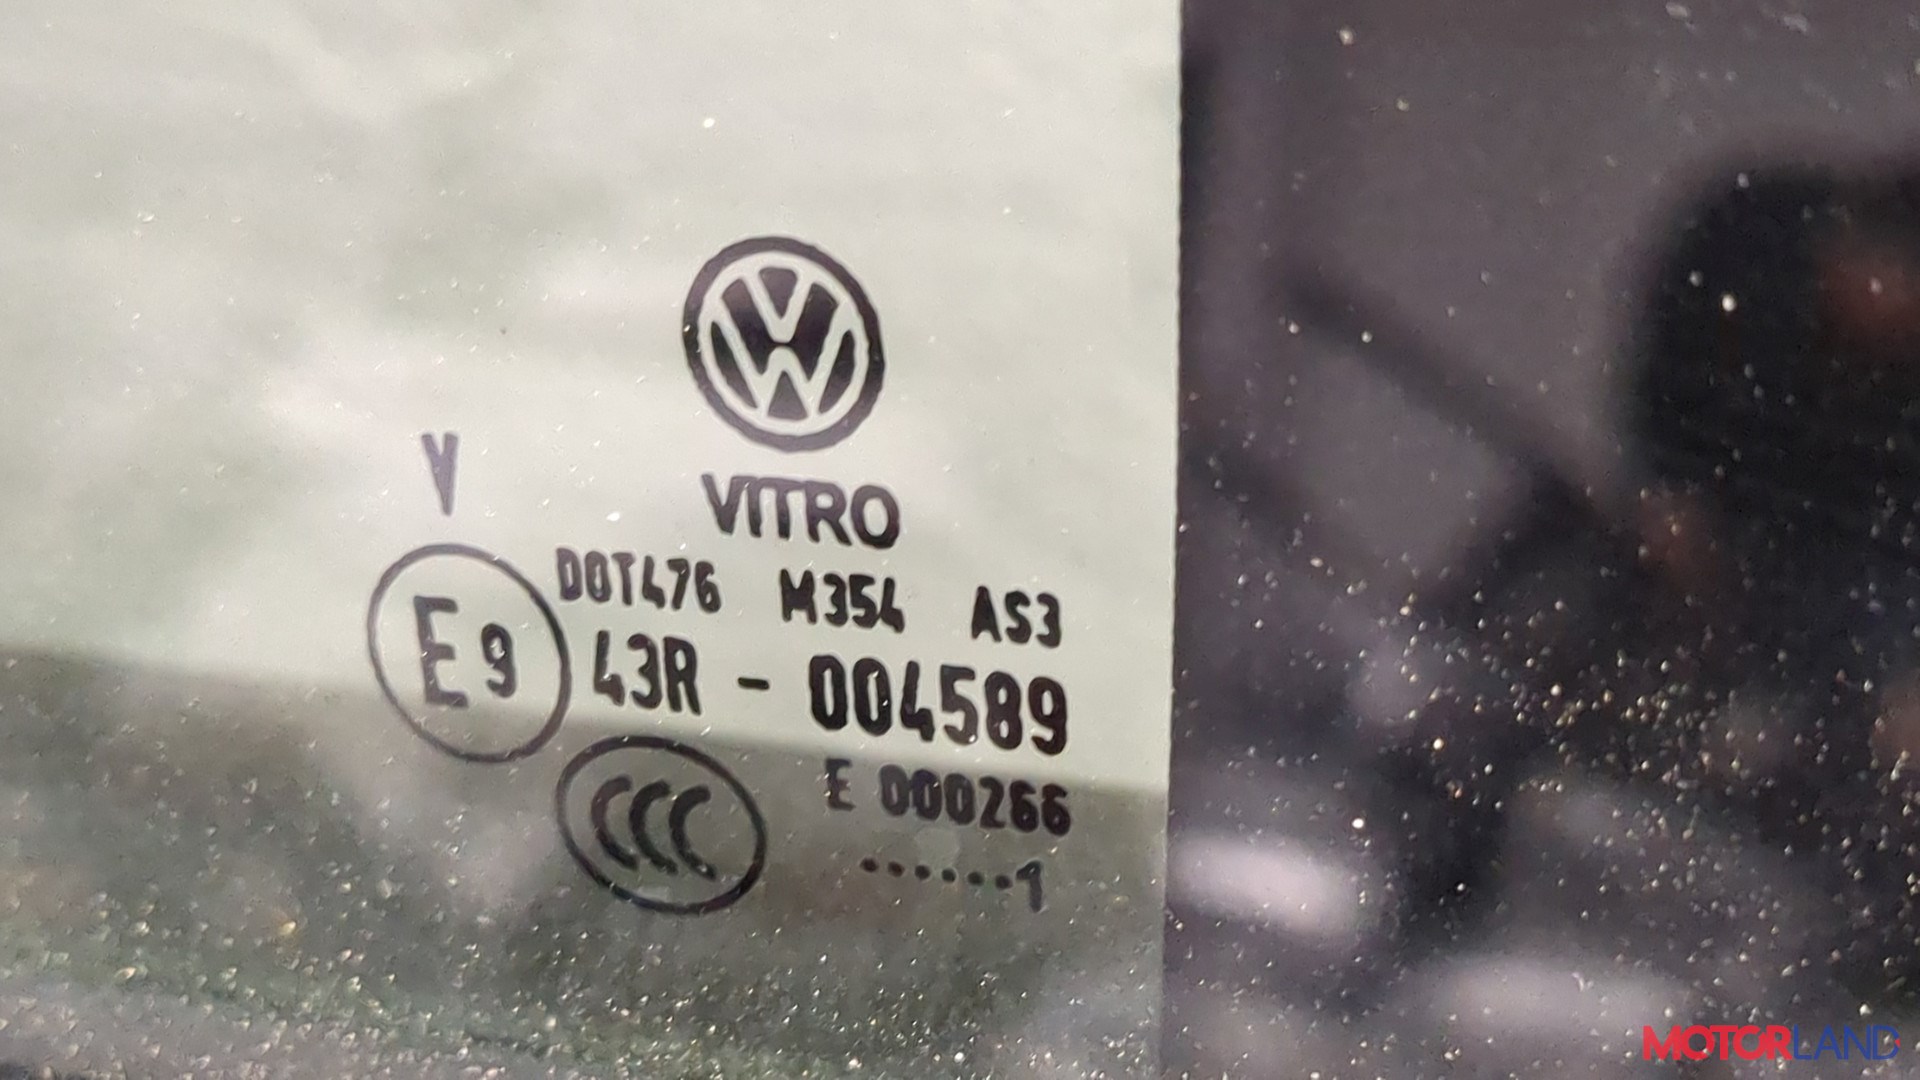 VITRO
V
DOT476 M354 AS3
E9 43R - 004589
CCC
E 000266
.......1
MOTORLAND